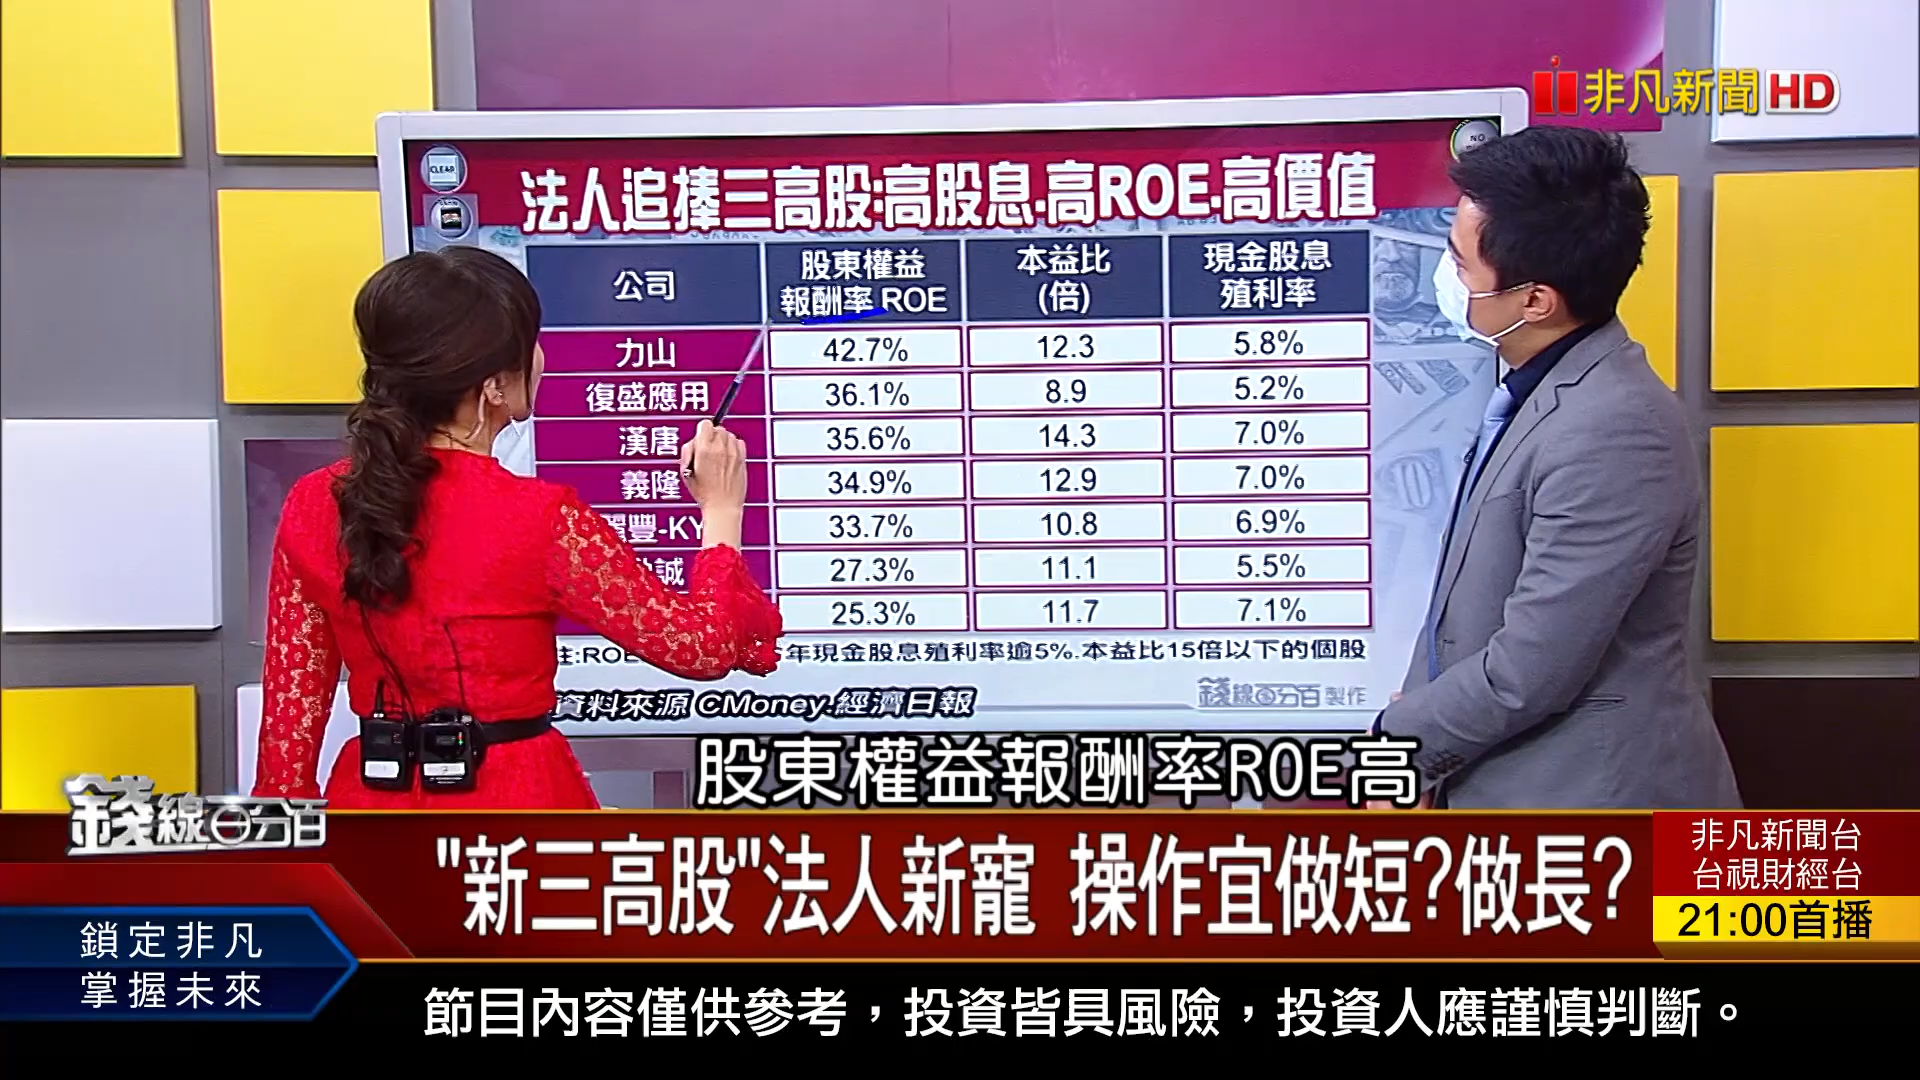 非凡新聞HD
CLEAR
NO
法人追捧三高股:高股息.高ROE.高價值
公司 股東權益報酬率 ROE 本益比(倍) 現金股息殖利率
力山 42.7% 12.3 5.8%
復盛應用 36.1% 8.9 5.2%
漢唐 35.6% 14.3 7.0%
義隆 34.9% 12.9 7.0%
豐-KY 33.7% 10.8 6.9%
誠 27.3% 11.1 5.5%
25.3% 11.7 7.1%
註:ROE 年現金股息殖利率逾5%.本益比15倍以下的個股
資料來源 CMoney.經濟日報
錢線百分百 製作
股東權益報酬率ROE高
錢線百分百
"新三高股"法人新寵 操作宜做短?做長?
非凡新聞台
台視財經台
21:00首播
鎖定非凡
掌握未來
節目內容僅供參考，投資皆具風險，投資人應謹慎判斷。